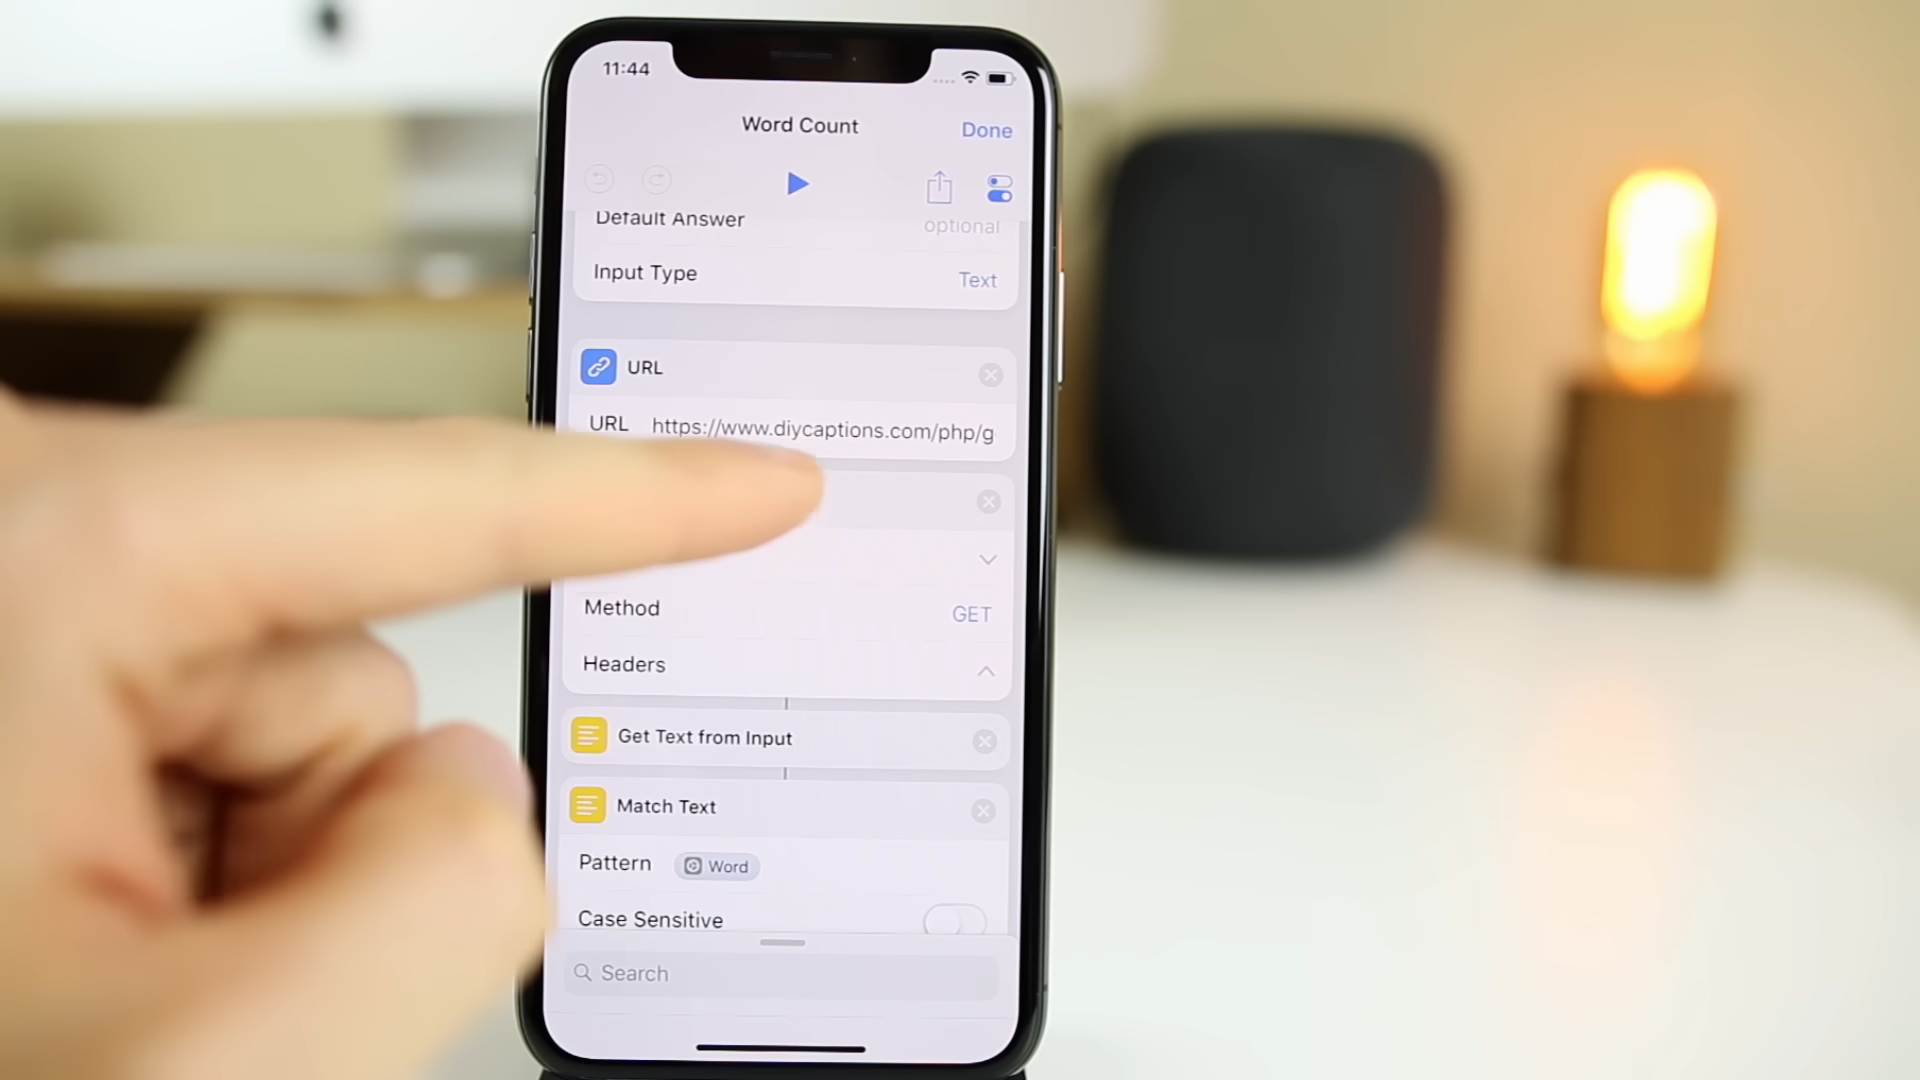 11:44
Word Count
Done
Default Answer optional
Input Type Text
URL
URL https://www.diycaptions.com/php/g
Method GET
Headers
Get Text from Input
Match Text
Pattern Word
Case Sensitive
Search